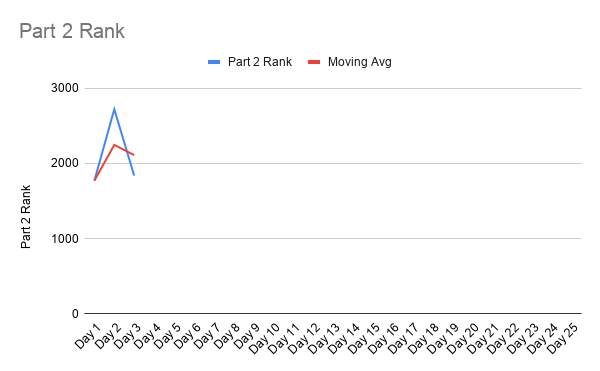 Part 2 Rank
Part 2 Rank
Moving Avg
3000
2000
1000
0
Part 2 Rank
Day 1
Day 2
Day 3
Day 4
Day 5
Day 6
Day 7
Day 8
Day 9
Day 10
Day 11
Day 12
Day 13
Day 14
Day 15
Day 16
Day 17
Day 18
Day 19
Day 20
Day 21
Day 22
Day 23
Day 24
Day 25